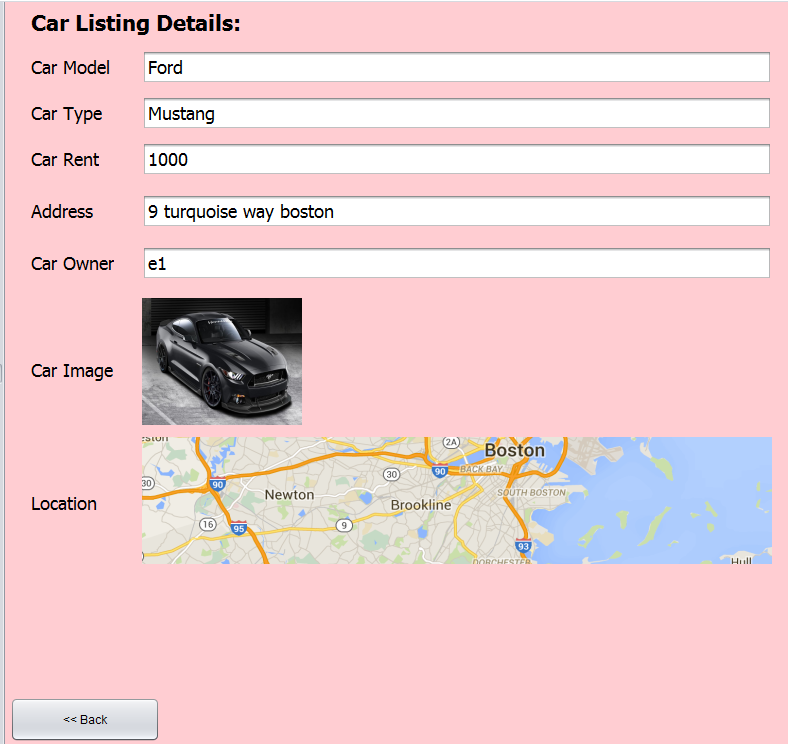 Car Listing Details:
Car Model Ford
Car Type Mustang
Car Rent 1000
Address 9 turquoise way boston
Car Owner e1
Car Image
Location
2A
Boston
30
90
90
BACK BAY
30
Newton
SOUTH BOSTON
Brookline
16
95
9
93
DORCHESTER
Hull
<< Back